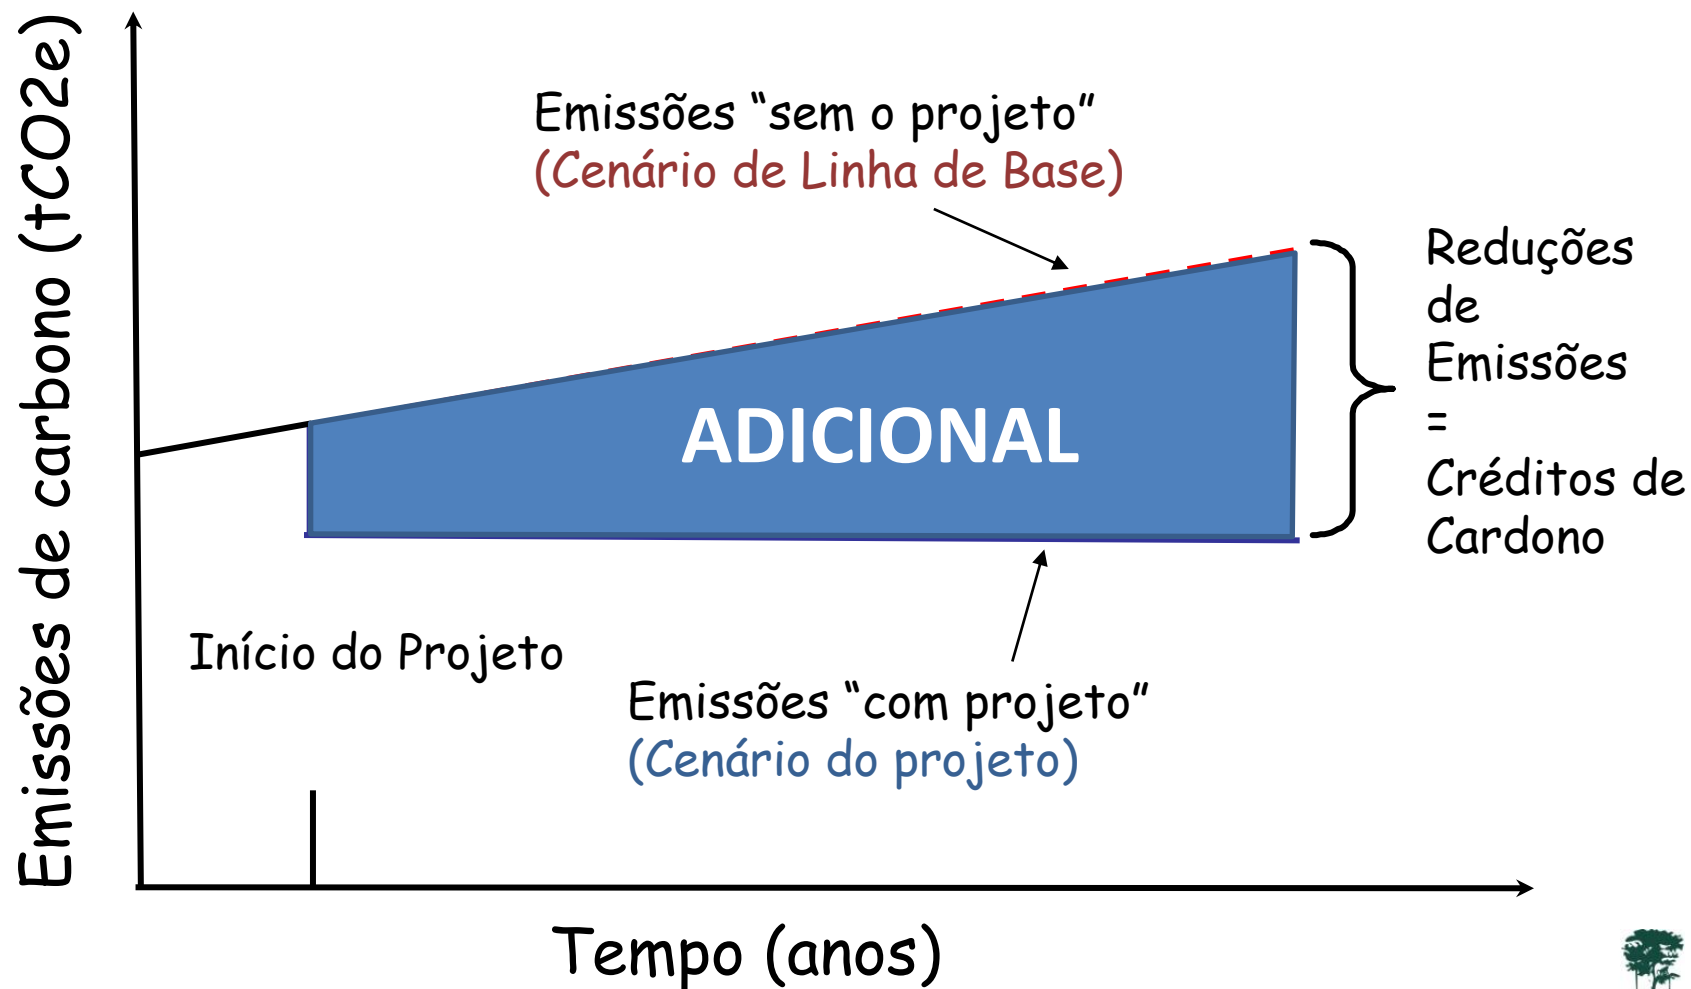 Emissões de carbono (tCO2e)
Emissões “sem o projeto”
(Cenário de Linha de Base)
Reduções
de
Emissões
=
Créditos de
Cardono
ADICIONAL
Início do Projeto
Emissões “com projeto”
(Cenário do projeto)
Tempo (anos)